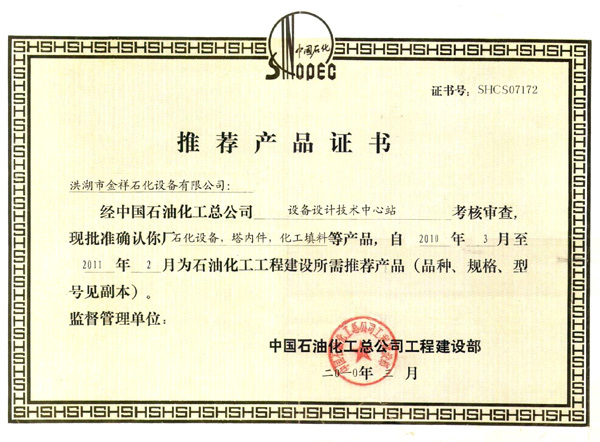 中国石化
SINOPEC
证书号：SHCS07172
推荐产品证书
洪湖市金祥石化设备有限公司：
经中国石油化工总公司 设备设计技术中心站 考核审查，
现批准确认你厂石化设备，塔内件，化工填料等产品，自 2010 年 3 月至
2011 年 2 月为石油化工工程建设所需推荐产品（品种、规格、型
号见副本）。
监督管理单位：
中国石油化工总公司工程建设部
二〇一〇年 三 月